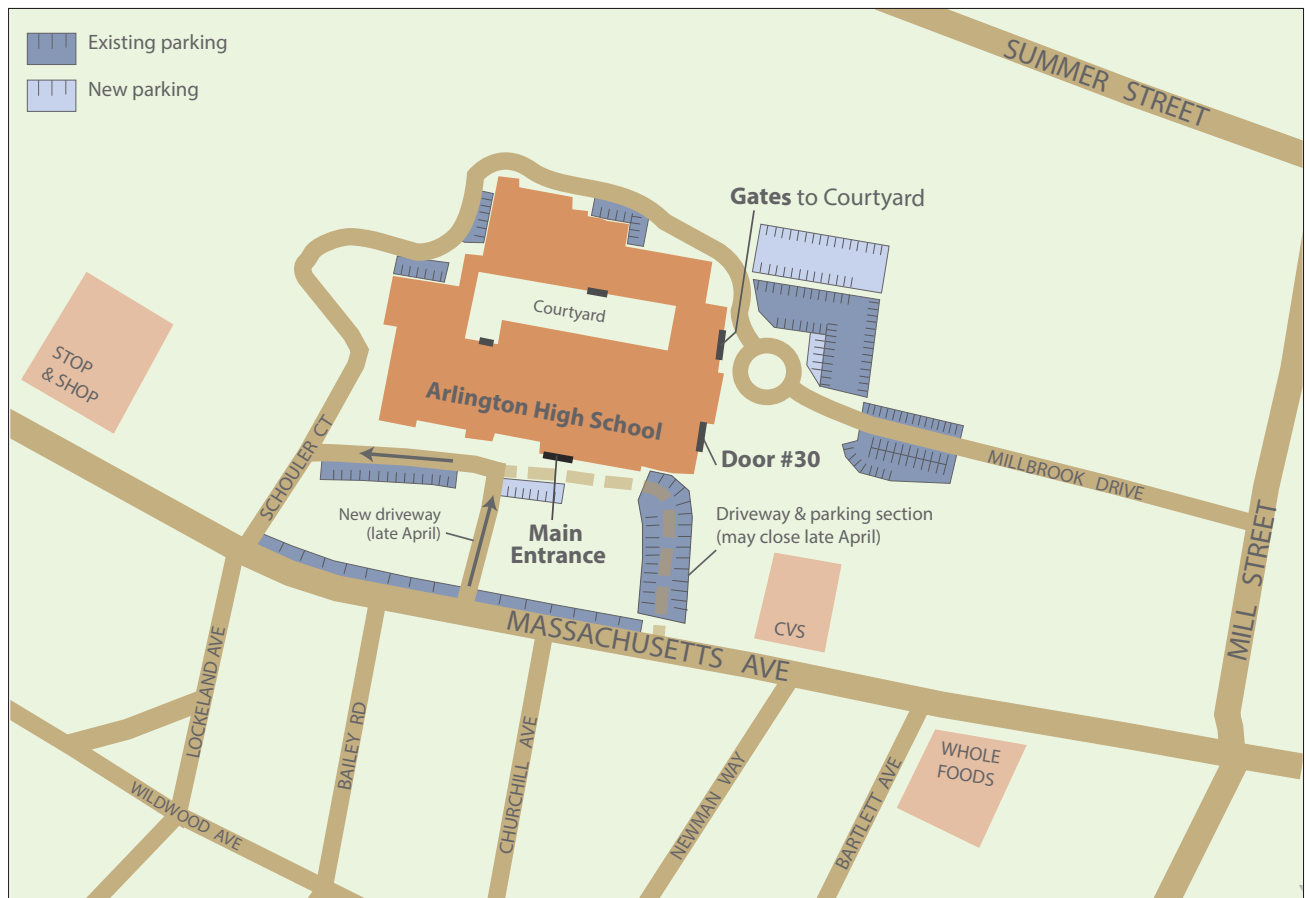 Existing parking
New parking
SUMMER STREET
Gates to Courtyard
Courtyard
STOP
& SHOP
Arlington High School
Door #30
MILLBROOK DRIVE
SCHOULER CT
New driveway
(late April)
Main
Entrance
Driveway & parking section
(may close late April)
MILL STREET
CVS
MASSACHUSETTS AVE
LOCKELAND AVE
BAILEY RD
CHURCHILL AVE
NEWMAN WAY
BARTLETT AVE
WHOLE
FOODS
WILDWOOD AVE